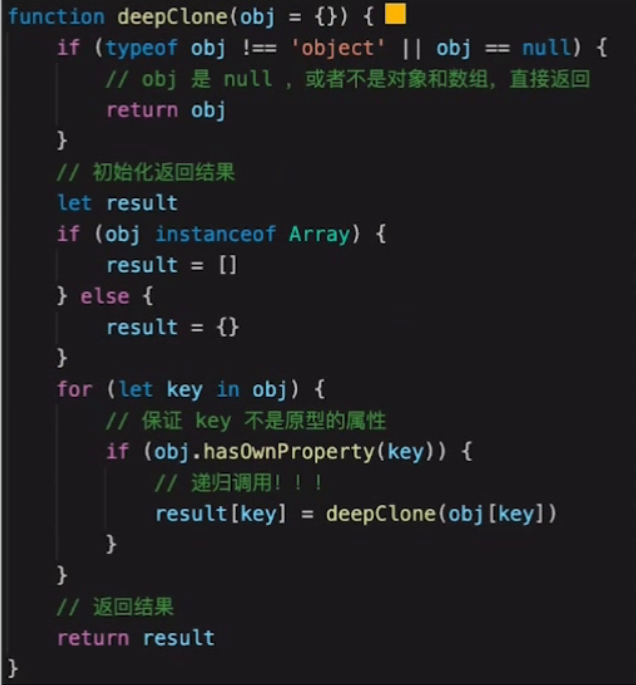 function deepClone(obj = {}) {
    if (typeof obj !== 'object' || obj == null) {
        // obj 是 null ，或者不是对象和数组，直接返回
        return obj
    }
    // 初始化返回结果
    let result
    if (obj instanceof Array) {
        result = []
    } else {
        result = {}
    }
    for (let key in obj) {
        // 保证 key 不是原型的属性
        if (obj.hasOwnProperty(key)) {
            // 递归调用！！！
            result[key] = deepClone(obj[key])
        }
    }
    // 返回结果
    return result
}